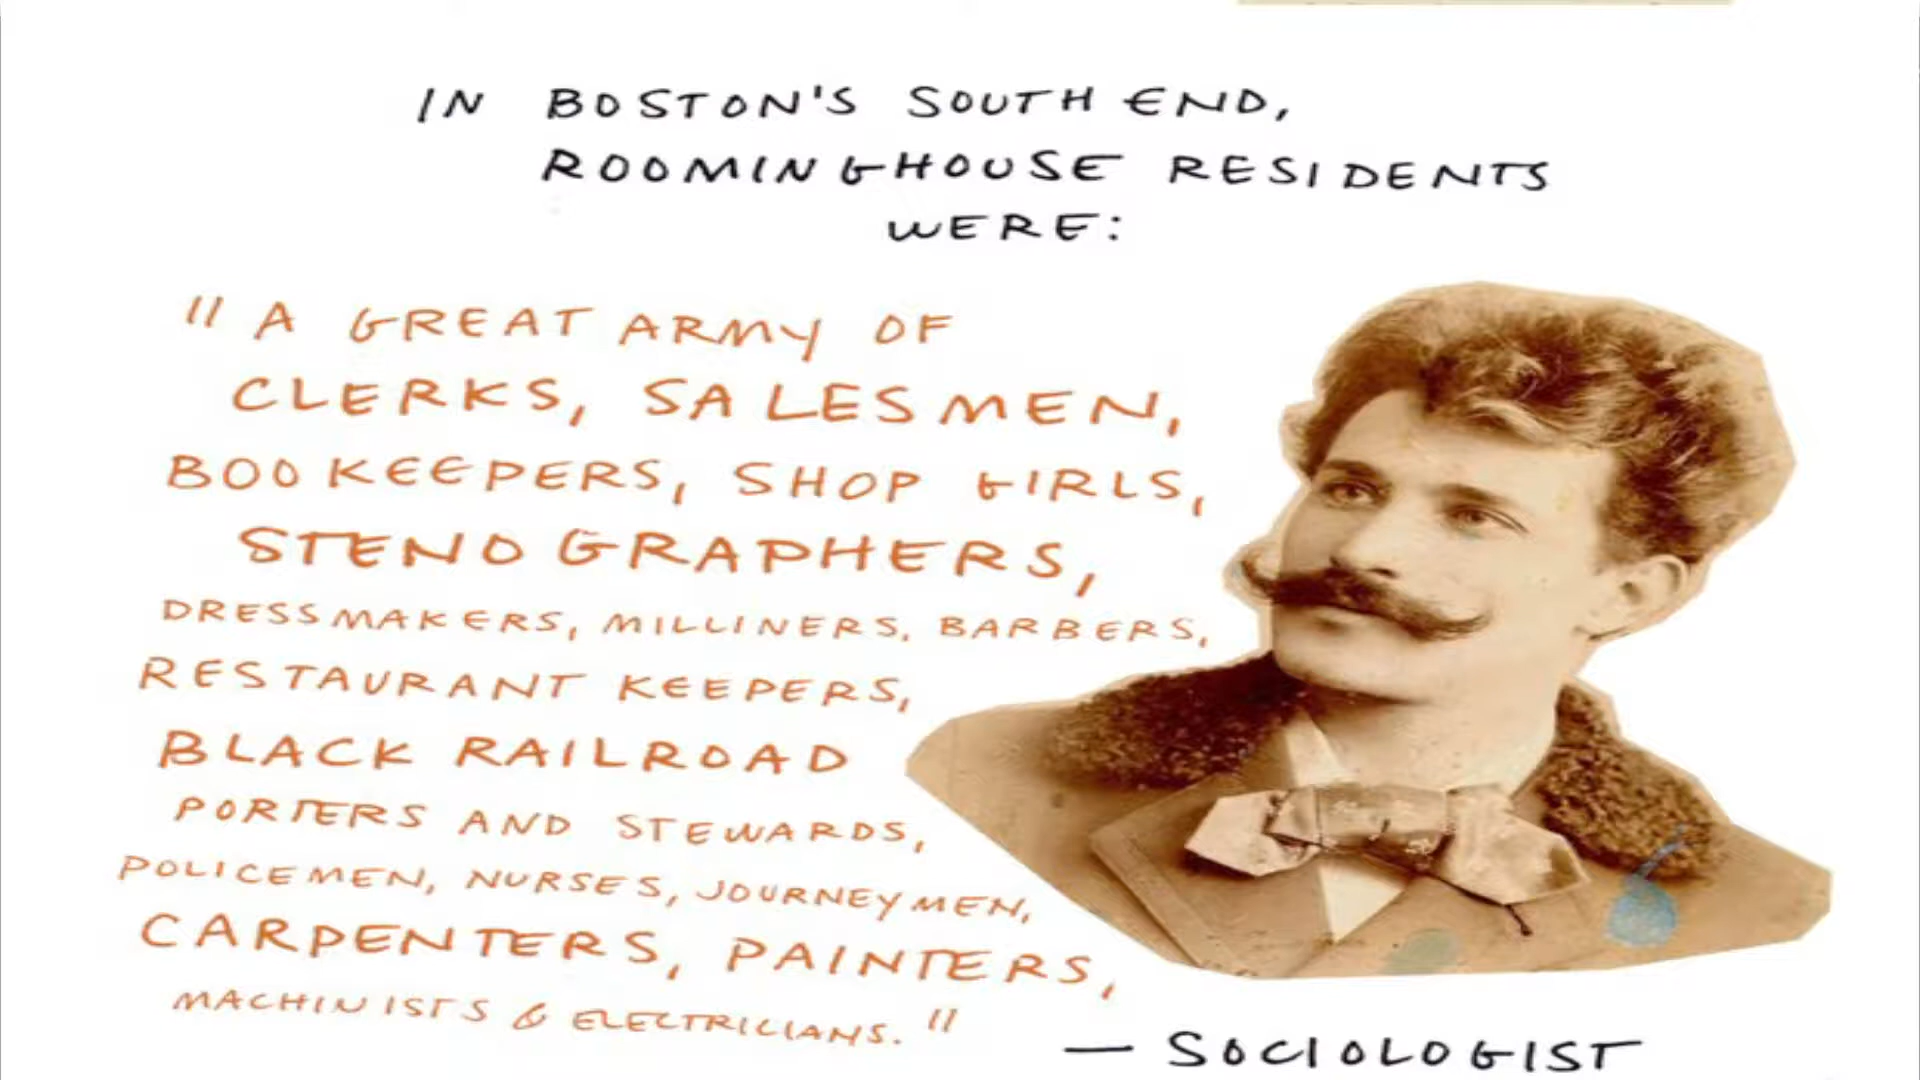 IN BOSTON'S SOUTH END,
ROOMINGHOUSE RESIDENTS
WERE:
"A GREAT ARMY OF
CLERKS, SALESMEN,
BOOKEEPERS, SHOP GIRLS,
STENOGRAPHERS,
DRESSMAKERS, MILLINERS, BARBERS,
RESTAURANT KEEPERS,
BLACK RAILROAD
PORTERS AND STEWARDS,
POLICEMEN, NURSES, JOURNEYMEN,
CARPENTERS, PAINTERS,
MACHINISTS & ELECTRICIANS."
— SOCIOLOGIST